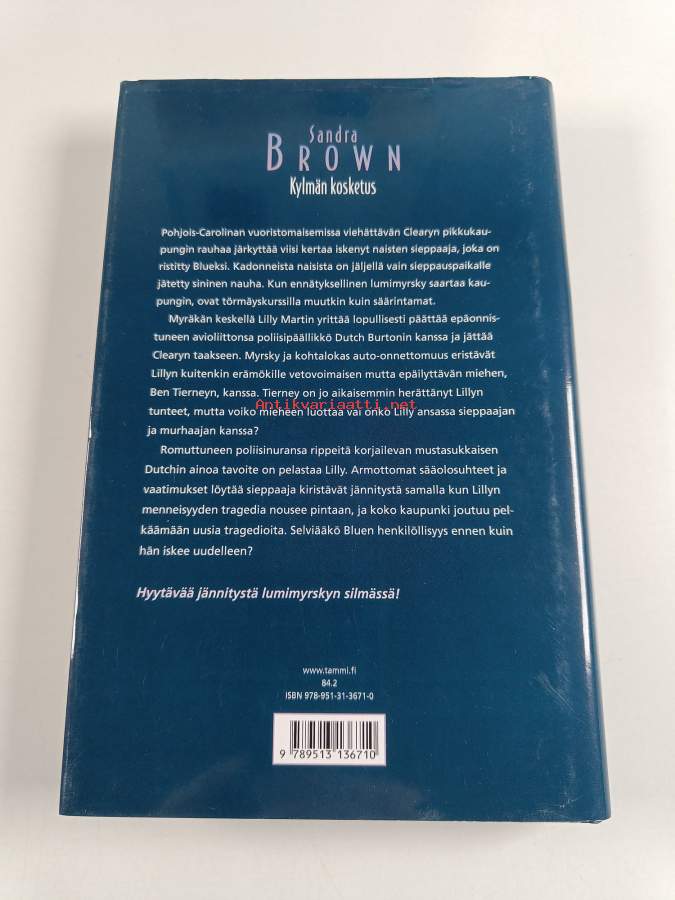 Sandra
BROWN
Kylmän kosketus
Pohjois-Carolinan vuoristomaisemissa viehättävän Clearyn pikkukau-
pungin rauhaa järkyttää viisi kertaa iskenyt naisten sieppaaja, joka on
ristitty Blueksi. Kadonneista naisista on jäljellä vain sieppauspaikalle
jätetty sininen nauha. Kun ennätyksellinen lumimyrsky saartaa kau-
pungin, ovat törmäyskurssilla muutkin kuin säärintamat.
Myräkän keskellä Lilly Martin yrittää lopullisesti päättää epäonnis-
tuneen avioliittonsa poliisipäällikkö Dutch Burtonin kanssa ja jättää
Clearyn taakseen. Myrsky ja kohtalokas auto-onnettomuus eristävät
Lillyn kuitenkin erämökille vetovoimaisen mutta epäilyttävän miehen,
Ben Tierneyn, kanssa. Tierney on jo aikaisemmin herättänyt Lillyn
Antikvariaatti.net
tunteet, mutta voiko mieheen luottaa vai onko Lilly ansassa sieppaajan
ja murhaajan kanssa?
Romuttuneen poliisinuransa rippeitä korjailevan mustasukkaisen
Dutchin ainoa tavoite on pelastaa Lilly. Armottomat sääolosuhteet ja
vaatimukset löytää sieppaaja kiristävät jännitystä samalla kun Lillyn
menneisyyden tragedia nousee pintaan, ja koko kaupunki joutuu pel-
käämään uusia tragedioita. Selviääkö Bluen henkilöllisyys ennen kuin
hän iskee uudelleen?
Hyytävää jännitystä lumimyrskyn silmässä!
www.tammi.fi
84.2
ISBN 978-951-31-3671-0
9 789513 136710